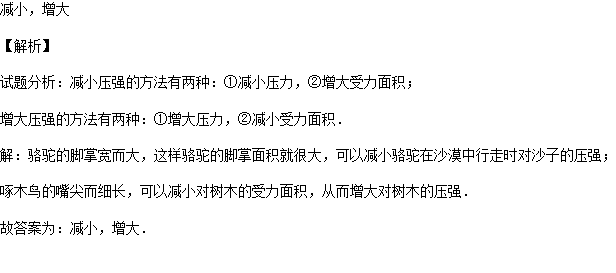 减小，增大
【解析】
试题分析：减小压强的方法有两种：①减小压力，②增大受力面积；
增大压强的方法有两种：①增大压力，②减小受力面积．
解：骆驼的脚掌宽而大，这样骆驼的脚掌面积就很大，可以减小骆驼在沙漠中行走时对沙子的压强；
啄木鸟的嘴尖而细长，可以减小对树木的受力面积，从而增大对树木的压强．
故答案为：减小，增大．